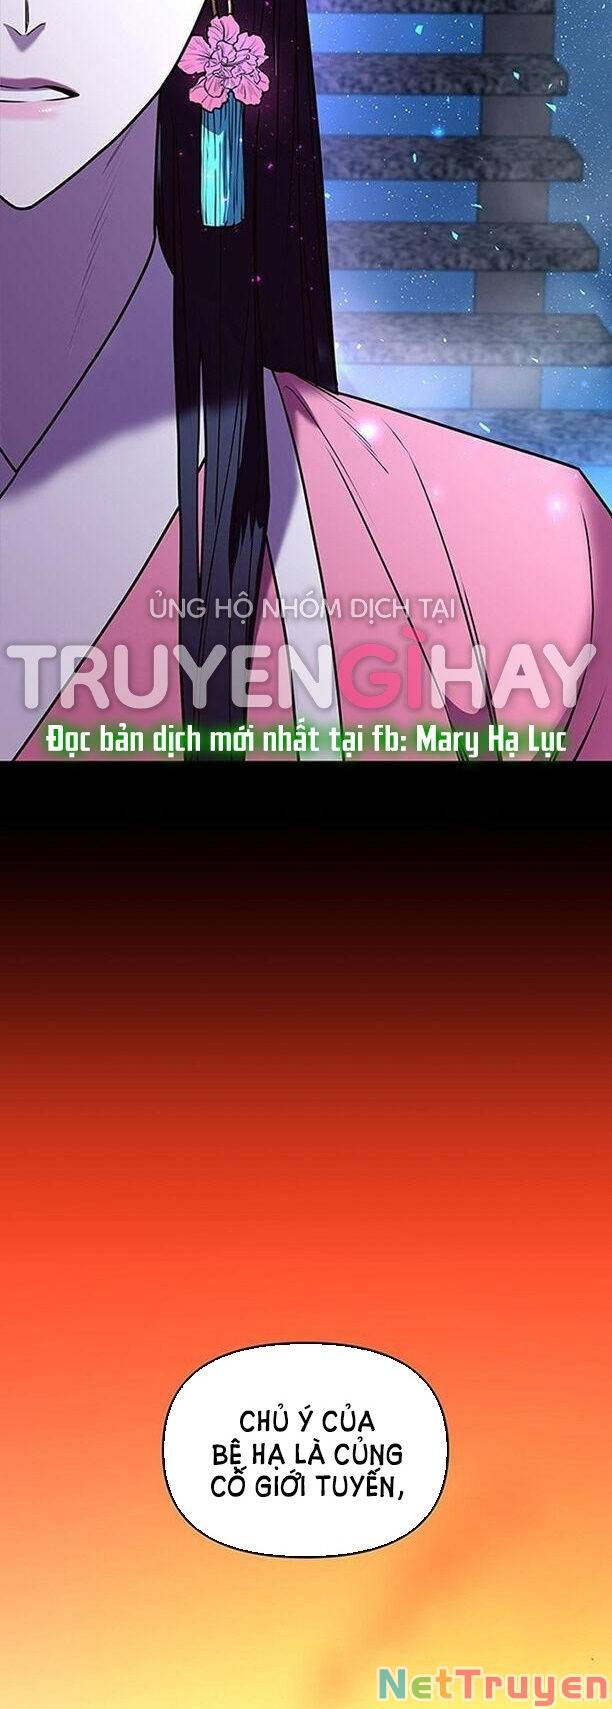 ỦNG HỘ NHÓM DỊCH TẠI
TRUYENGIHAY
Đọc bản dịch mới nhất tại fb: Mary Hạ Lục
CHỦ Ý CỦA
BỆ HẠ LÀ CỦNG
CỐ GIỚI TUYẾN,
NetTruyen